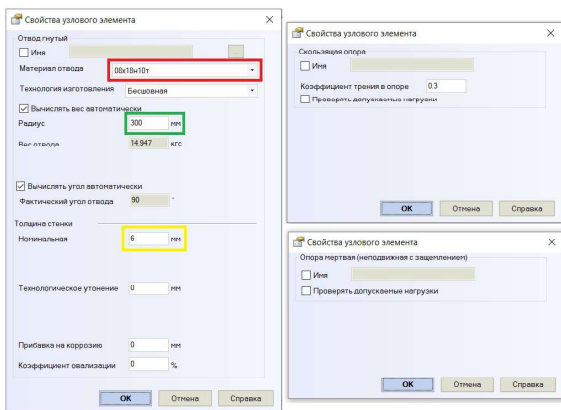 Свойства узлового элемента
Отвод гнутый
Имя
Материал отвода 08х18н10т
Технология изготовления Бесшовная
Вычислять вес автоматически
Радиус 300 мм
Вес отвода 14.947 кгс
Вычислять угол автоматически
Фактический угол отвода 90 °
Толщина стенки
Номинальная 6 мм
Технологическое утонение 0 мм
Прибавка на коррозию 0 мм
Коэффициент овализации 0 %
ОК Отмена Справка
Свойства узлового элемента
Скользящая опора
Имя
Коэффициент трения в опоре 0.3
Проверять допускаемые нагрузки
ОК Отмена Справка
Свойства узлового элемента
Опора мертвая (неподвижная с защемлением)
Имя
Проверять допускаемые нагрузки
ОК Отмена Справка